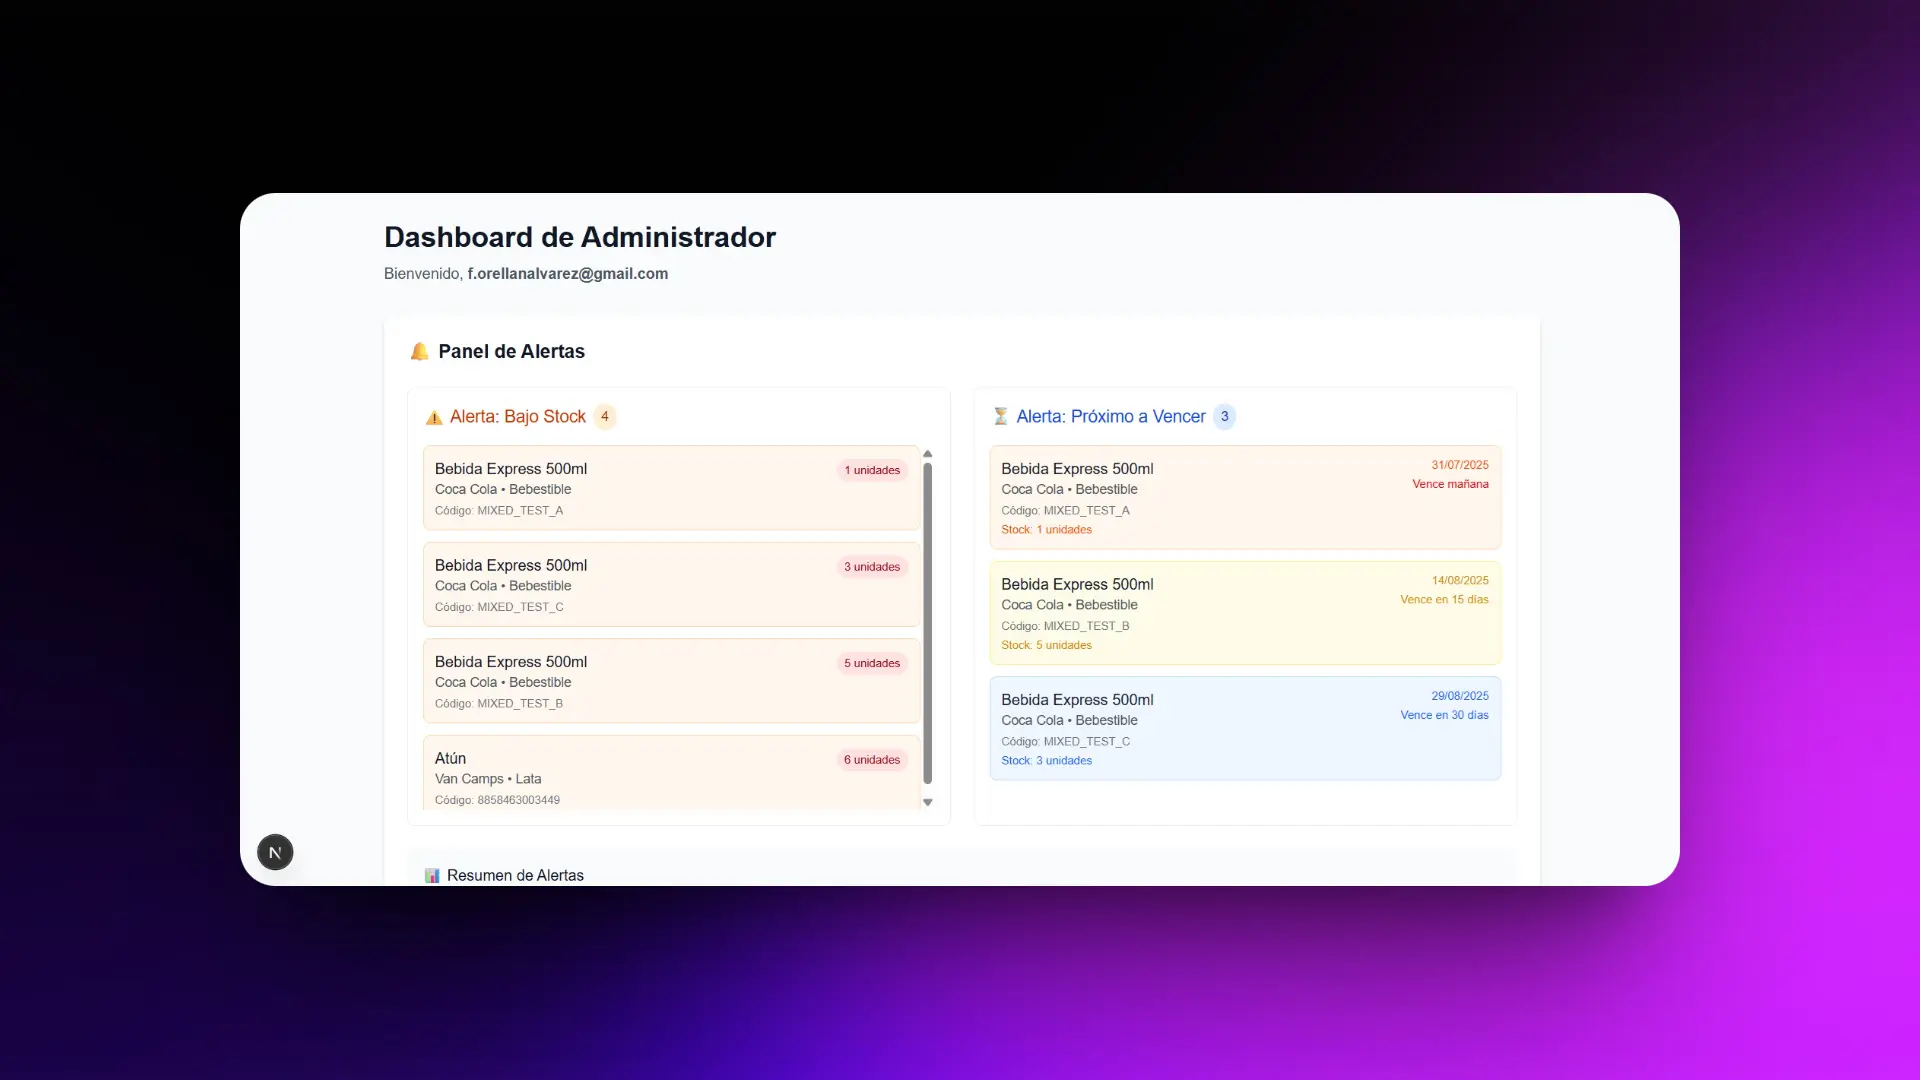 Dashboard de Administrador
Bienvenido, f.orellanalvarez@gmail.com
🔔 Panel de Alertas
⚠️ Alerta: Bajo Stock 4
Bebida Express 500ml 1 unidades
Coca Cola • Bebestible
Código: MIXED_TEST_A
Bebida Express 500ml 3 unidades
Coca Cola • Bebestible
Código: MIXED_TEST_C
Bebida Express 500ml 5 unidades
Coca Cola • Bebestible
Código: MIXED_TEST_B
Atún 6 unidades
Van Camps • Lata
Código: 8858463003449
⏳ Alerta: Próximo a Vencer 3
Bebida Express 500ml 31/07/2025
Coca Cola • Bebestible Vence mañana
Código: MIXED_TEST_A
Stock: 1 unidades
Bebida Express 500ml 14/08/2025
Coca Cola • Bebestible Vence en 15 días
Código: MIXED_TEST_B
Stock: 5 unidades
Bebida Express 500ml 29/08/2025
Coca Cola • Bebestible Vence en 30 días
Código: MIXED_TEST_C
Stock: 3 unidades
📊 Resumen de Alertas
N